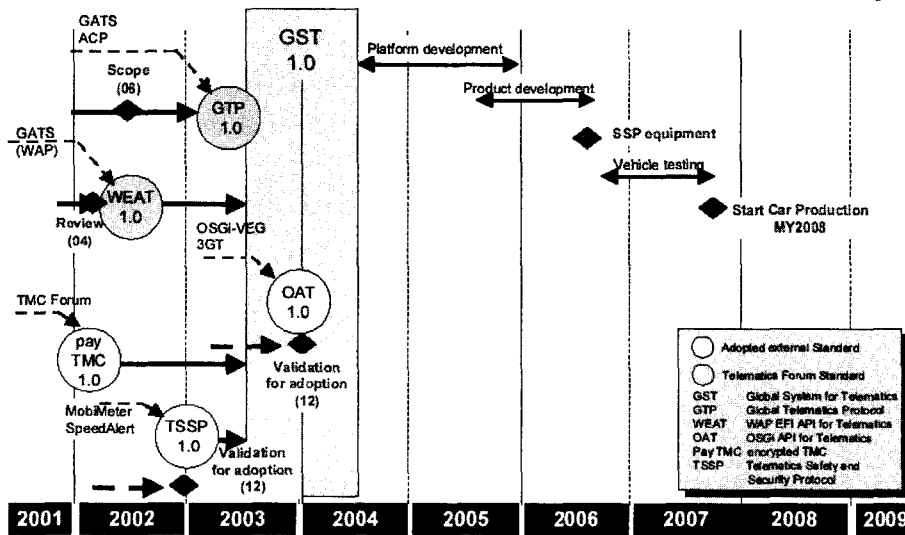 GATS
ACP
Scope
(06)
GTP
1.0
GST
1.0
Platform development
Product development
SSP equipment
Vehicle testing
Start Car Production
MY2008
GATS
(WAP)
WEAT
1.0
Review
(04)
OSGi-VEG
3GT
OAT
1.0
Validation
for adoption
(12)
TMC Forum
pay
TMC
1.0
MobiMeter
SpeedAlert
TSSP
1.0
Validation
for adoption
(12)
Adopted external Standard
Telematics Forum Standard
GST Global System for Telematics
GTP Global Telematics Protocol
WEAT WAP EFI API for Telematics
OAT OSGi API for Telematics
Pay TMC encrypted TMC
TSSP Telematics Safety and
Security Protocol
2001 2002 2003 2004 2005 2006 2007 2008 2009